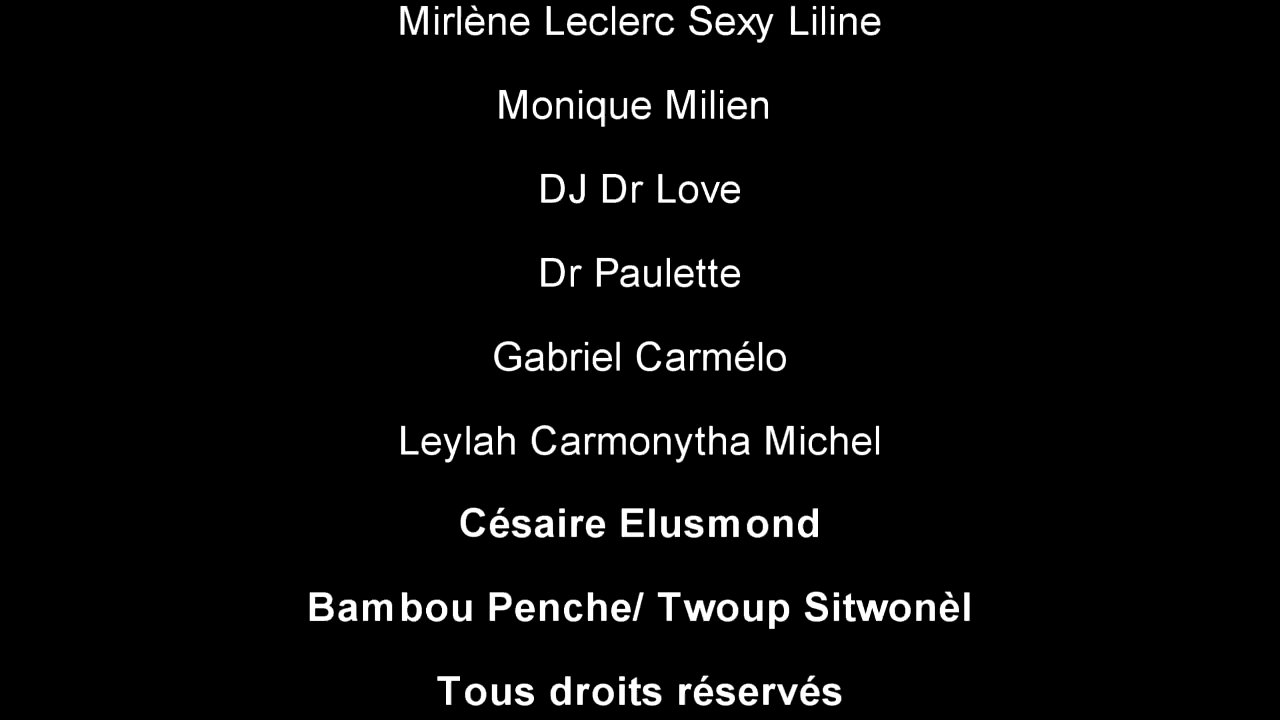 Mirlène Leclerc Sexy Liline
Monique Milien
DJ Dr Love
Dr Paulette
Gabriel Carmélo
Leylah Carmonytha Michel
Césaire Elusmond
Bambou Penche/ Twoup Sitwonèl
Tous droits réservés